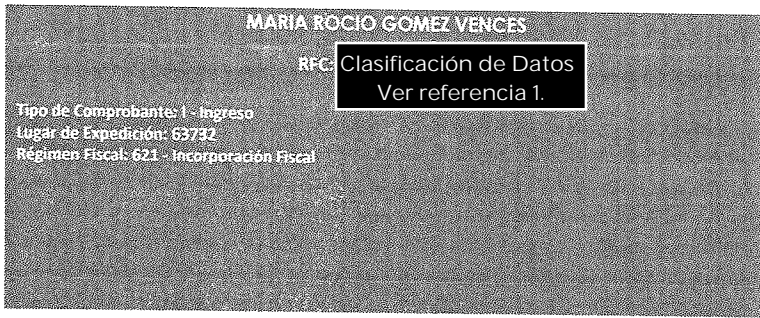 MARIA ROCIO GOMEZ VENCES
RFC: Clasificación de Datos
Ver referencia 1.
Tipo de Comprobante: I - Ingreso
Lugar de Expedición: 63732
Régimen Fiscal: 621 - Incorporación Fiscal